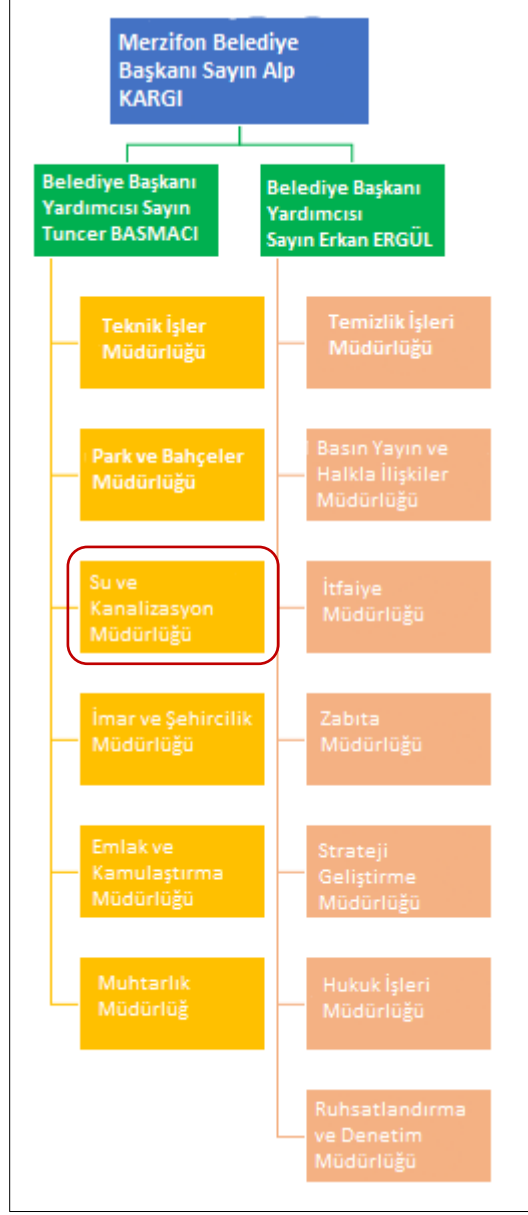 Merzifon Belediye
Başkanı Sayın Alp
KARGI
Belediye Başkanı
Yardımcısı Sayın
Tuncer BASMACI
Belediye Başkanı
Yardımcısı
Sayın Erkan ERGÜL
Teknik İşler
Müdürlüğü
Park ve Bahçeler
Müdürlüğü
Su ve
Kanalizasyon
Müdürlüğü
İmar ve Şehircilik
Müdürlüğü
Emlak ve
Kamulaştırma
Müdürlüğü
Muhtarlık
Müdürlüğ
Temizlik İşleri
Müdürlüğü
Basın Yayın ve
Halkla İlişkiler
Müdürlüğü
İtfaiye
Müdürlüğü
Zabıta
Müdürlüğü
Strateji
Geliştirme
Müdürlüğü
Hukuk İşleri
Müdürlüğü
Ruhsatlandırma
ve Denetim
Müdürlüğü